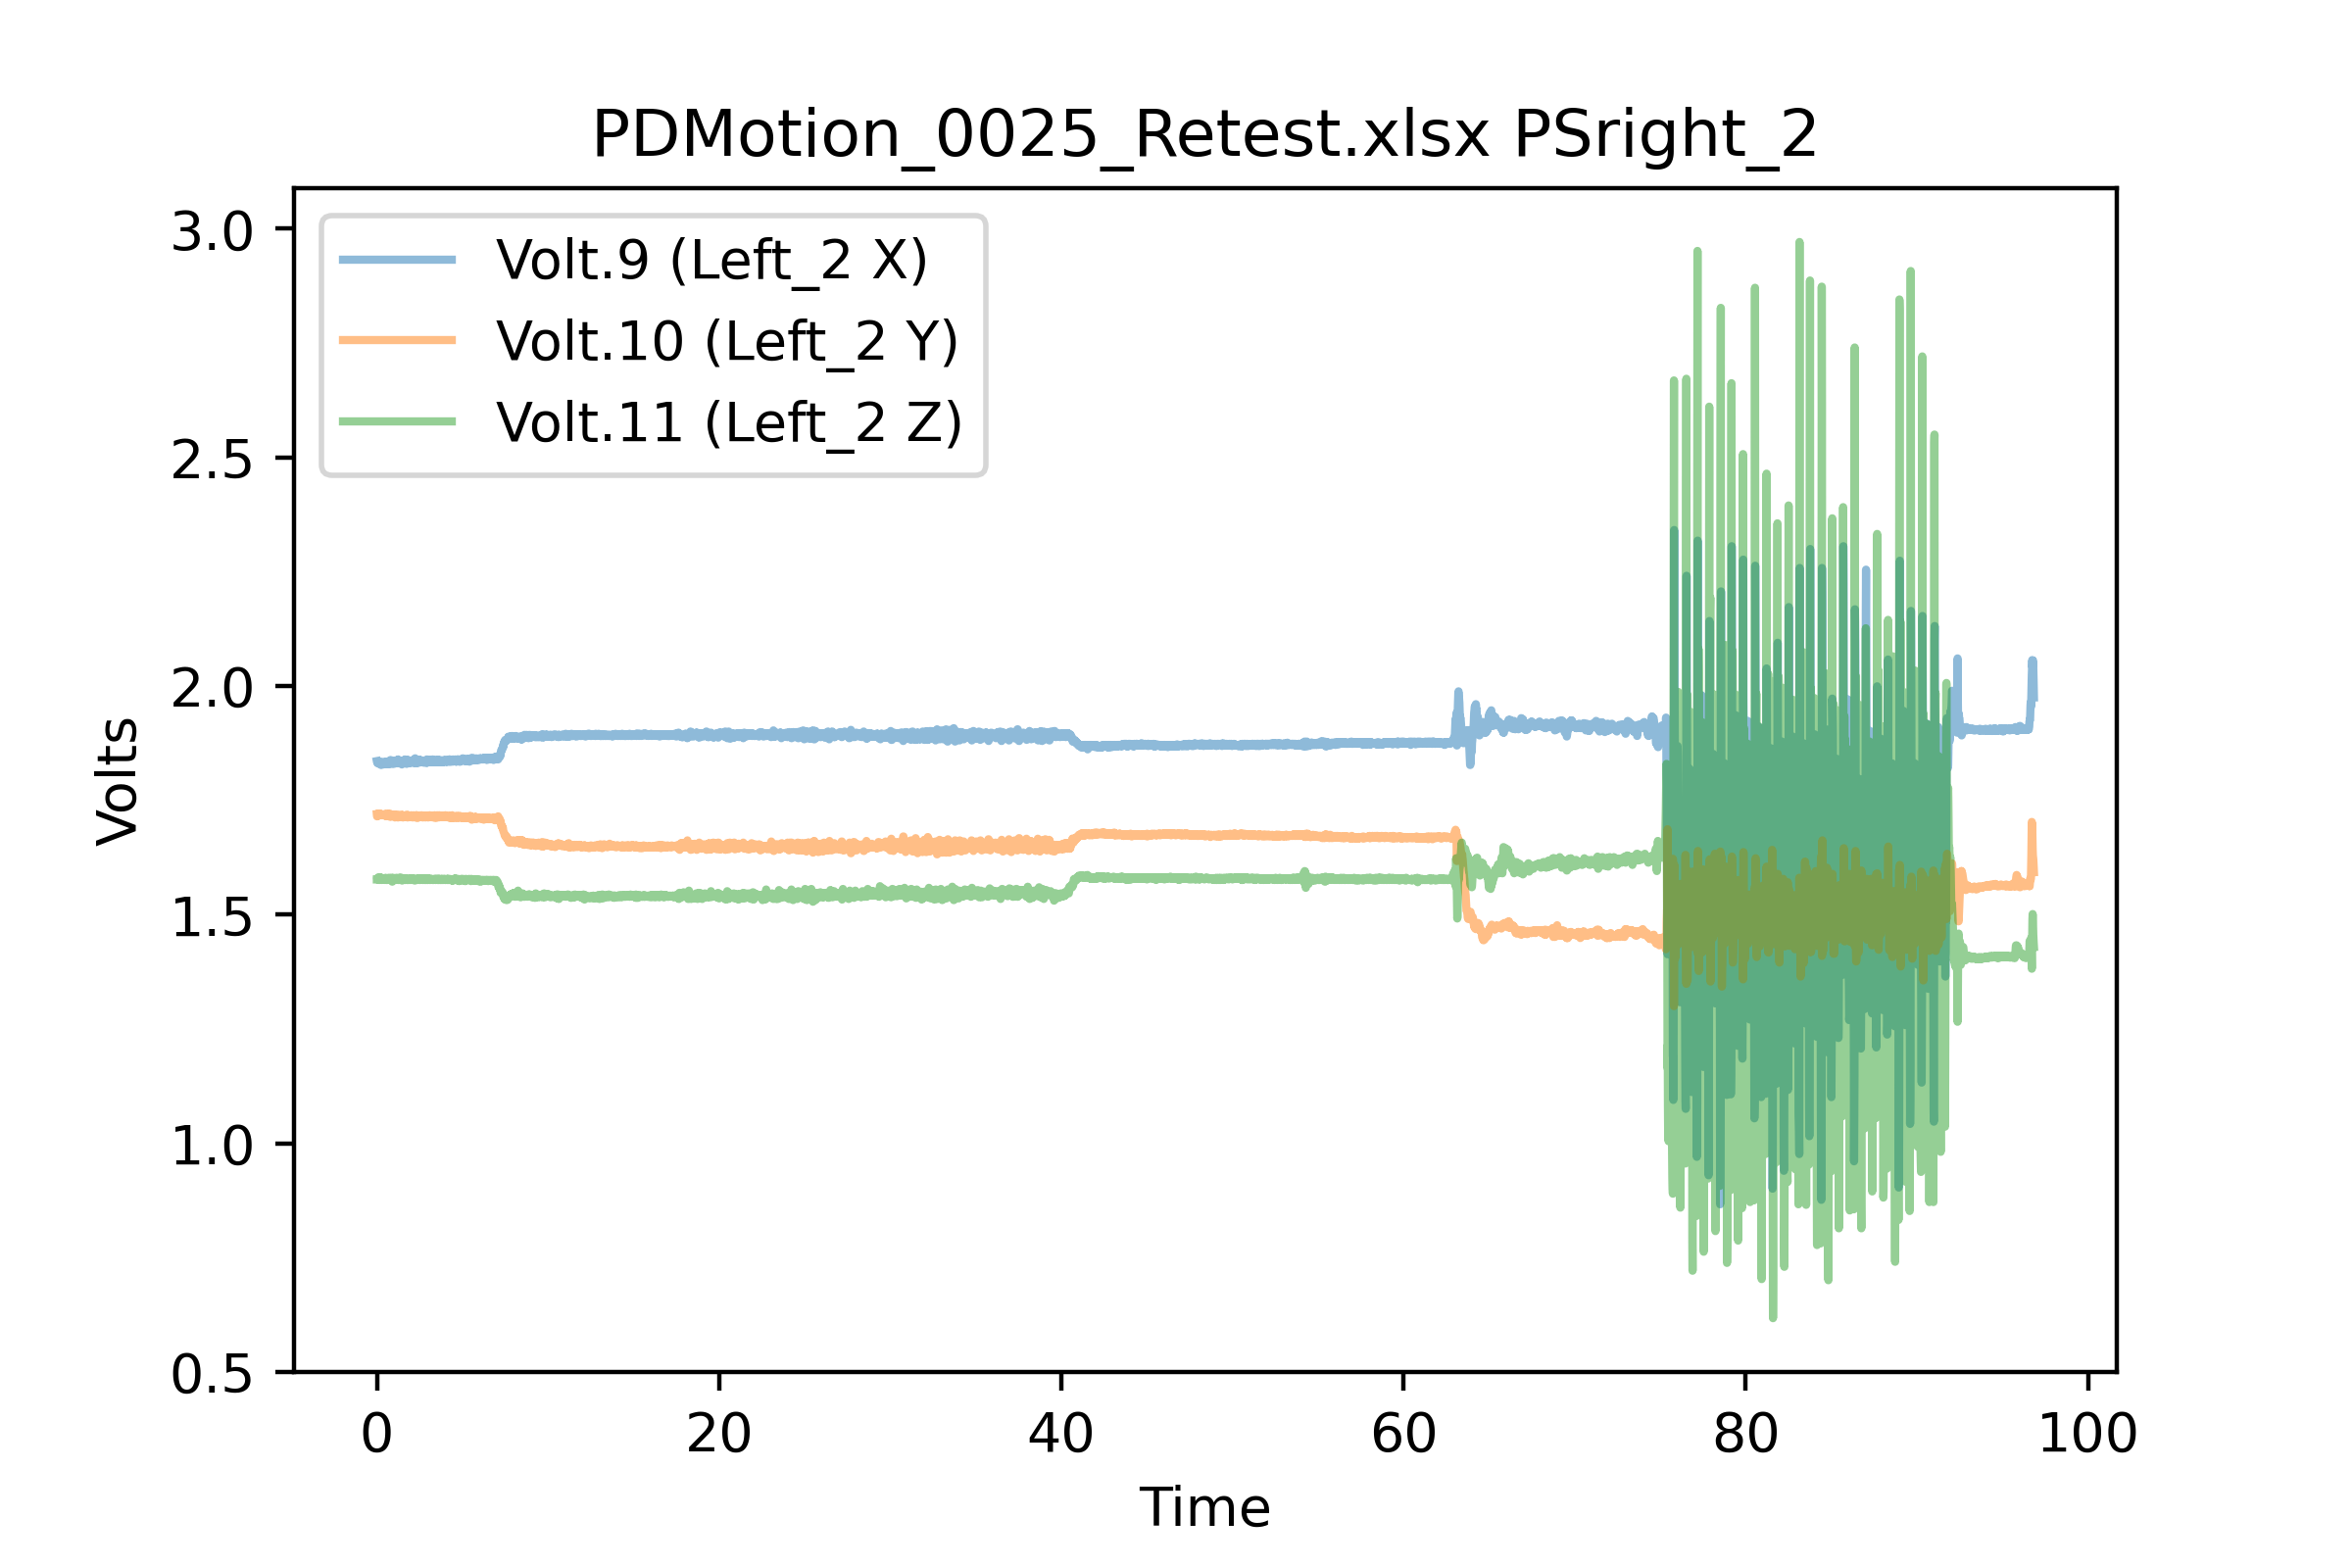 PDMotion_0025_Retest.xlsx PSright_2
3.0
Volt.9 (Left_2 X)
Volt.10 (Left_2 Y)
Volt.11 (Left_2 Z)
2.5
2.0
Volts
1.5
1.0
0.5
0 20 40 60 80 100
Time